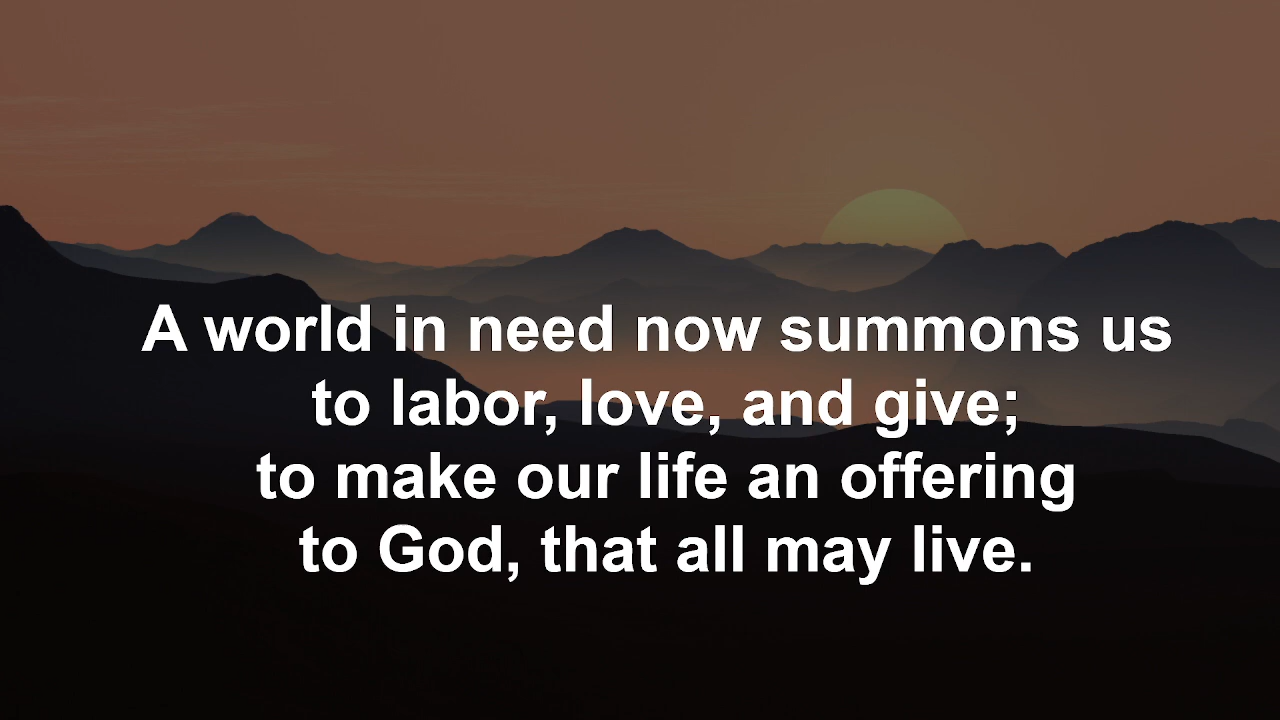 A world in need now summons us
to labor, love, and give;
to make our life an offering
to God, that all may live.